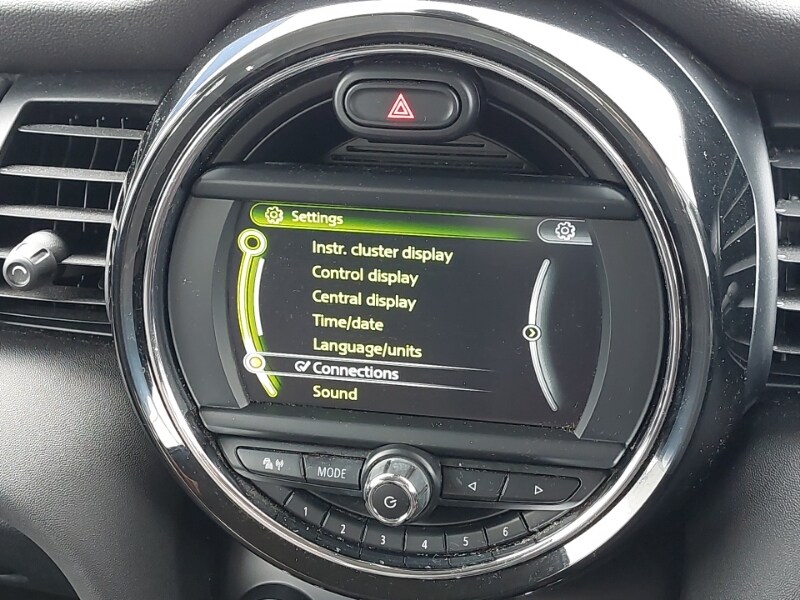 Settings
Instr. cluster display
Control display
Central display
Time/date
Language/units
Connections
Sound
MODE
1 2 3 4 5 6